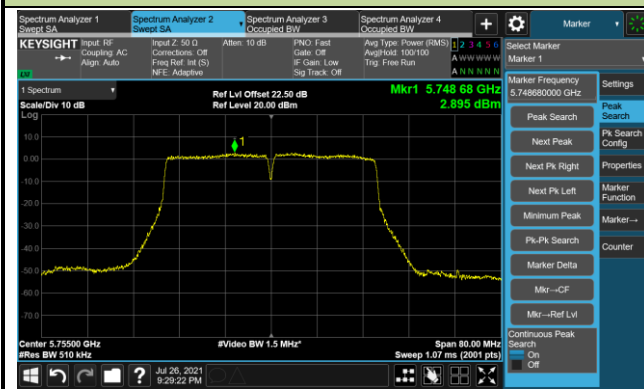 Spectrum Analyzer 1
Swept SA
Spectrum Analyzer 2
Swept SA
Spectrum Analyzer 3
Occupied BW
Spectrum Analyzer 4
Occupied BW
Marker
KEYSIGHT
Input: RF
Coupling: AC
Align: Auto
Input Z: 50 Ω
Corrections: Off
Freq Ref: Int (S)
NFE: Adaptive
Atten: 10 dB
PNO: Fast
Gate: Off
IF Gain: Low
Sig Track: Off
Avg Type: Power (RMS)
Avg|Hold: 100/100
Trig: Free Run
1 2 3 4 5 6
A W W W W W
A N N N N N
LXI
Select Marker
Marker 1
1 Spectrum
Scale/Div 10 dB
Log
Ref Lvl Offset 22.50 dB
Ref Level 20.00 dBm
Mkr1 5.748 68 GHz
2.895 dBm
Marker Frequency
5.748680000 GHz
Settings
Peak Search
Peak
Search
Next Peak
Pk Search
Config
Next Pk Right
Properties
Next Pk Left
Marker
Function
Minimum Peak
Marker→
Pk-Pk Search
Counter
Marker Delta
Mkr→CF
Mkr→Ref Lvl
Continuous Peak
Search
On
Off
1
10.0
0.00
-10.0
-20.0
-30.0
-40.0
-50.0
-60.0
-70.0
Center 5.75500 GHz
#Res BW 510 kHz
#Video BW 1.5 MHz*
Span 80.00 MHz
Sweep 1.07 ms (2001 pts)
?
Jul 26, 2021
9:29:22 PM